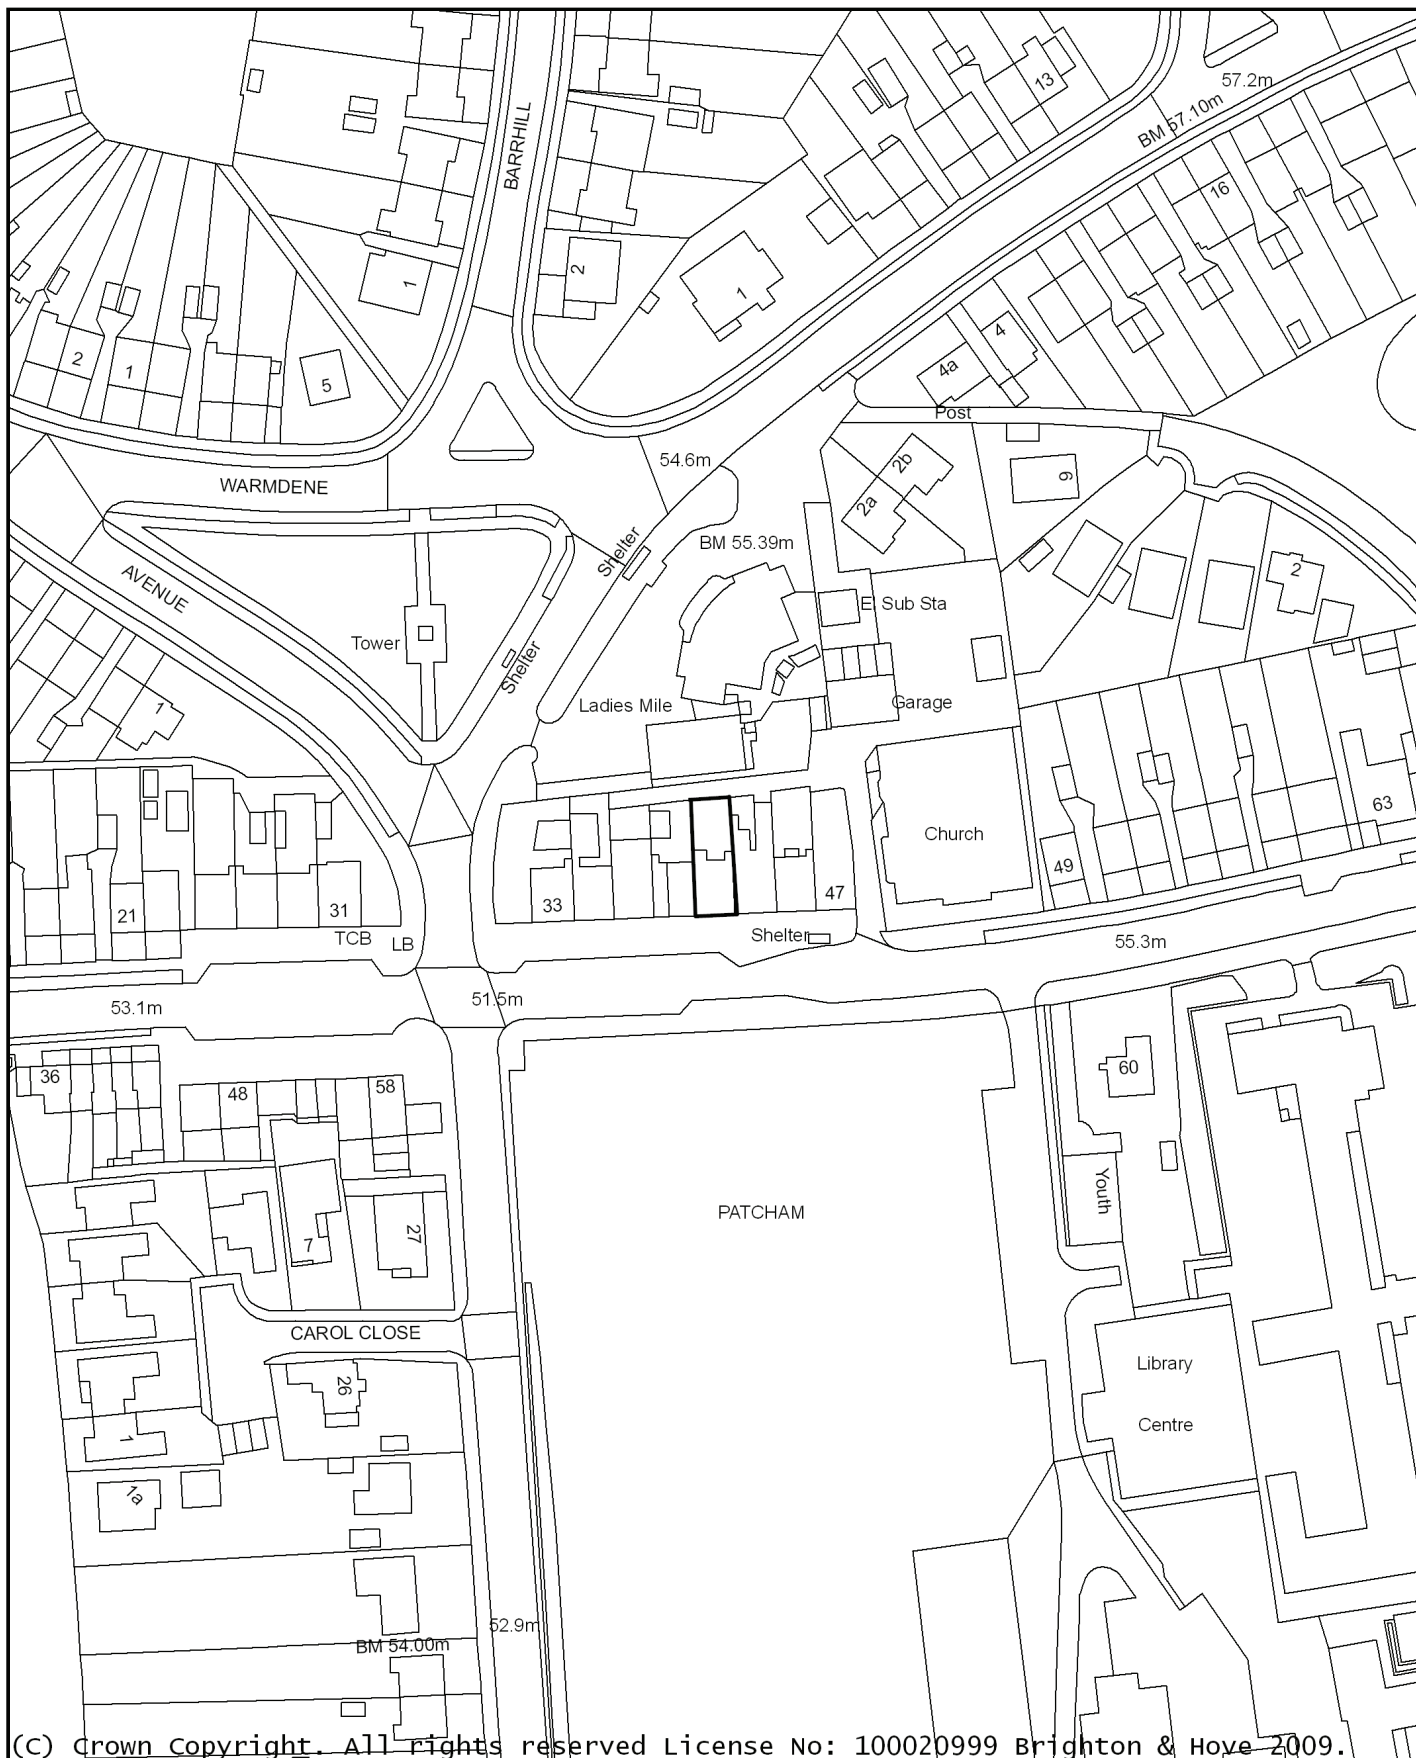 57.2m
13
BM 57.10m
BARRHILL
16
2
1
1
4
2
1
4a
5
Post
54.6m
2b
6
WARMDENE
2a
Shelter
BM 55.39m
AVENUE
2
El Sub Sta
Tower
Shelter
Ladies Mile
Garage
1
63
Church
49
33
47
31
21
TCB
LB
Shelter
55.3m
53.1m
51.5m
36
48
58
60
Youth
PATCHAM
27
7
CAROL CLOSE
Library
26
Centre
1
1a
52.9m
BM 54.00m
(C) Crown Copyright. All rights reserved License No: 100020999 Brighton & Hove 2009.